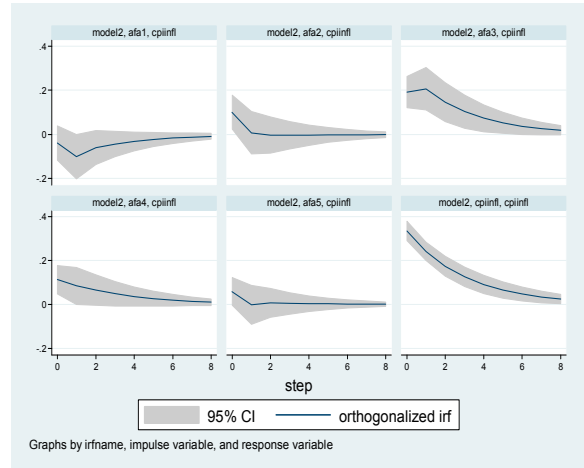 model2, afa1, cpiinfl
model2, afa2, cpiinfl
model2, afa3, cpiinfl
.4
.2
0
-.2
model2, afa4, cpiinfl
model2, afa5, cpiinfl
model2, cpiinfl, cpiinfl
.4
.2
0
-.2
0 2 4 6 8
0 2 4 6 8
0 2 4 6 8
step
95% CI
orthogonalized irf
Graphs by irfname, impulse variable, and response variable